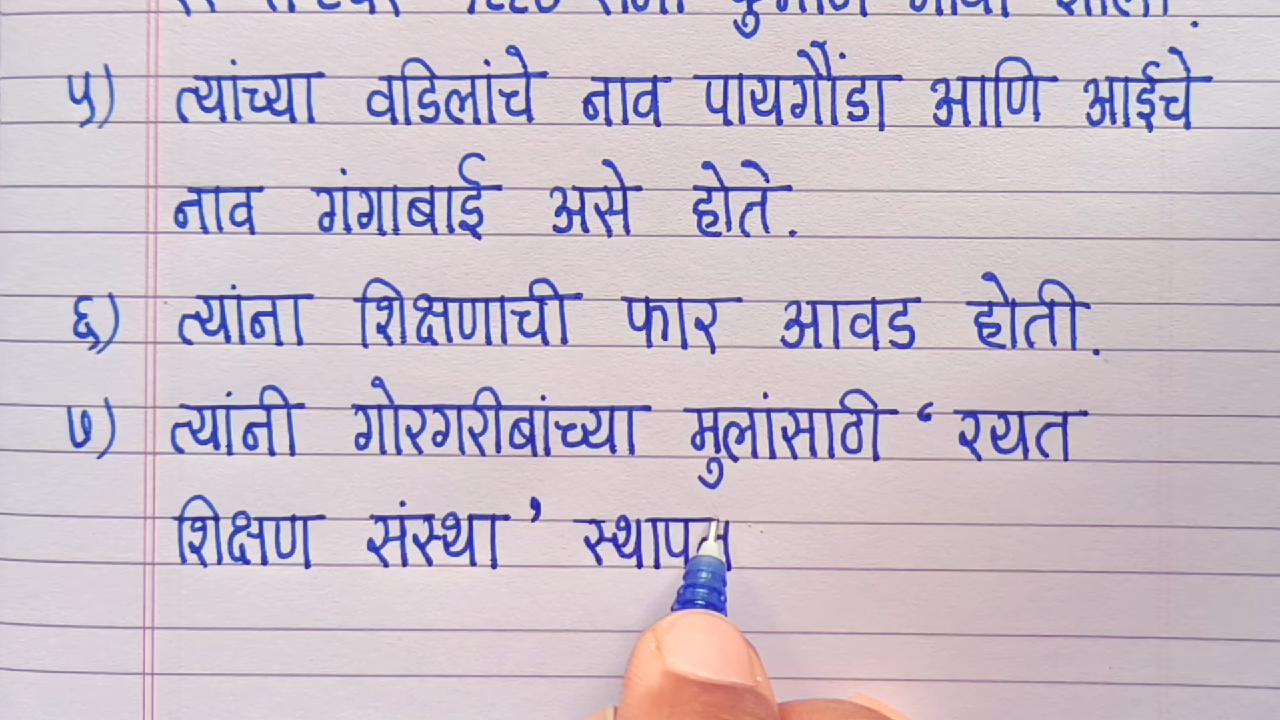 ५) त्यांच्या वडिलांचे नाव पायगौंडा आणि आईचे
नाव गंगाबाई असे होते.
६) त्यांना शिक्षणाची फार आवड होती.
७) त्यांनी गोरगरीबांच्या मुलांसाठी ‘रयत
शिक्षण संस्था’